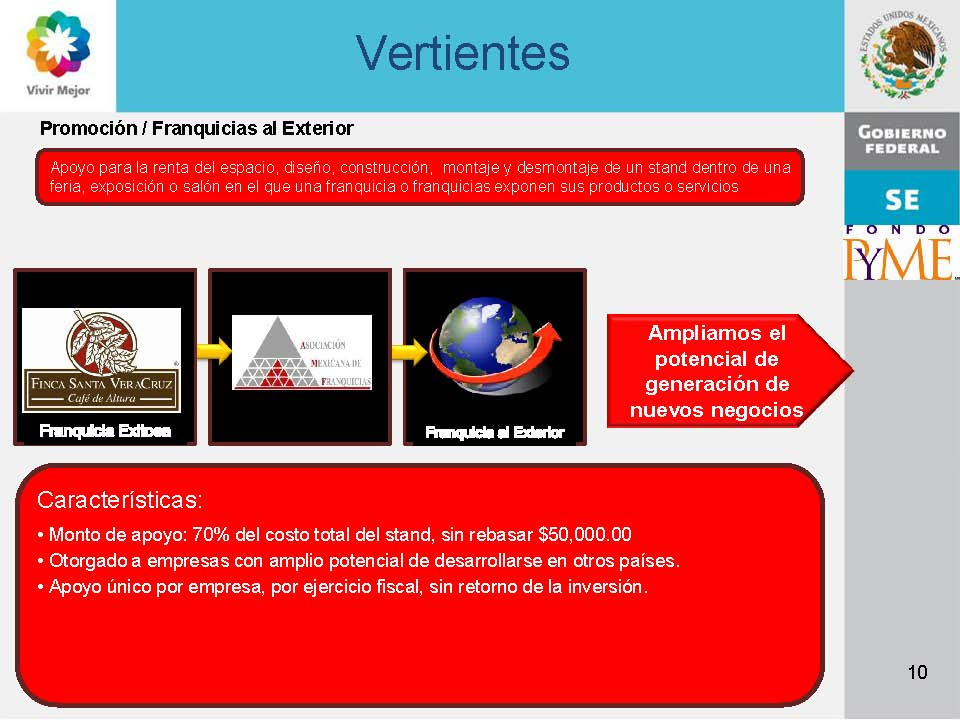 Vivir Mejor
Vertientes
ESTADOS UNIDOS MEXICANOS
GOBIERNO
FEDERAL
SE
FONDO
PYME
Promoción / Franquicias al Exterior
Apoyo para la renta del espacio, diseño, construcción, montaje y desmontaje de un stand dentro de una
feria, exposición o salón en el que una franquicia o franquicias exponen sus productos o servicios
FINCA SANTA VERACRUZ
Café de Altura
Franquicia Exitosa
ASOCIACIÓN
MEXICANA DE
FRANQUICIAS
Franquicia al Exterior
Ampliamos el
potencial de
generación de
nuevos negocios
Características:
• Monto de apoyo: 70% del costo total del stand, sin rebasar $50,000.00
• Otorgado a empresas con amplio potencial de desarrollarse en otros países.
• Apoyo único por empresa, por ejercicio fiscal, sin retorno de la inversión.
10